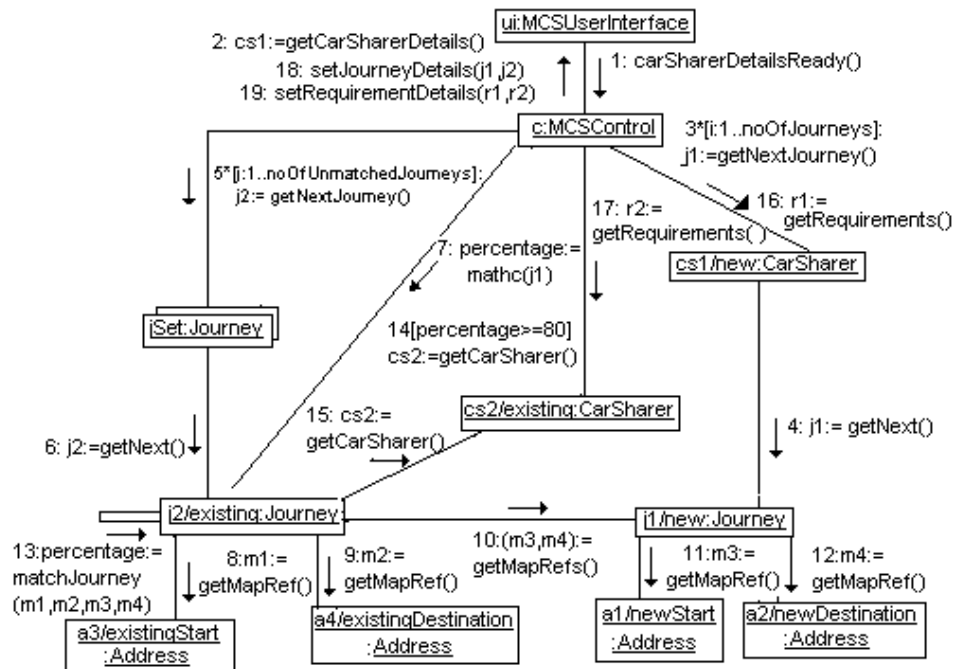 ui:MCSUserInterface
2: cs1:=getCarSharerDetails()
18: setJourneyDetails(j1,j2)
19: setRequirementDetails(r1,r2)
1: carSharerDetailsReady()
c:MCSControl
3*[i:1..noOfJourneys]:
j1:=getNextJourney()
5*[j:1..noOfUnmatchedJourneys]:
j2:= getNextJourney()
17: r2:=
getRequirements( )
16: r1:=
getRequirements()
7: percentage:=
mathc(j1)
cs1/new:CarSharer
jSet:Journey
14[percentage>=80]
cs2:=getCarSharer()
cs2/existing:CarSharer
15: cs2:=
getCarSharer()
6: j2:=getNext()
4: j1:= getNext()
j2/existing:Journey
j1/new:Journey
13:percentage:=
matchJourney
(m1,m2,m3,m4)
8:m1:=
getMapRef()
9:m2:=
getMapRef()
10:(m3,m4):=
getMapRefs()
11:m3:=
getMapRef()
12:m4:=
getMapRef()
a3/existingStart
:Address
a4/existingDestination
:Address
a1/newStart
:Address
a2/newDestination
:Address